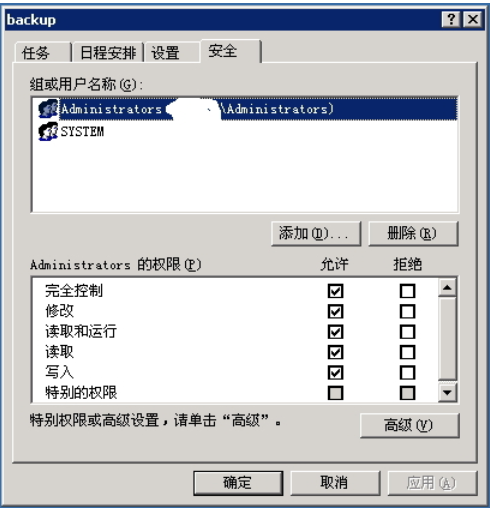 backup
任务 日程安排 设置 安全
组或用户名称(G):
Administrators \Administrators)
SYSTEM
添加(D)... 删除(R)
Administrators 的权限(P) 允许 拒绝
完全控制
修改
读取和运行
读取
写入
特别的权限
特别权限或高级设置，请单击“高级”。
高级(V)
确定 取消 应用(A)